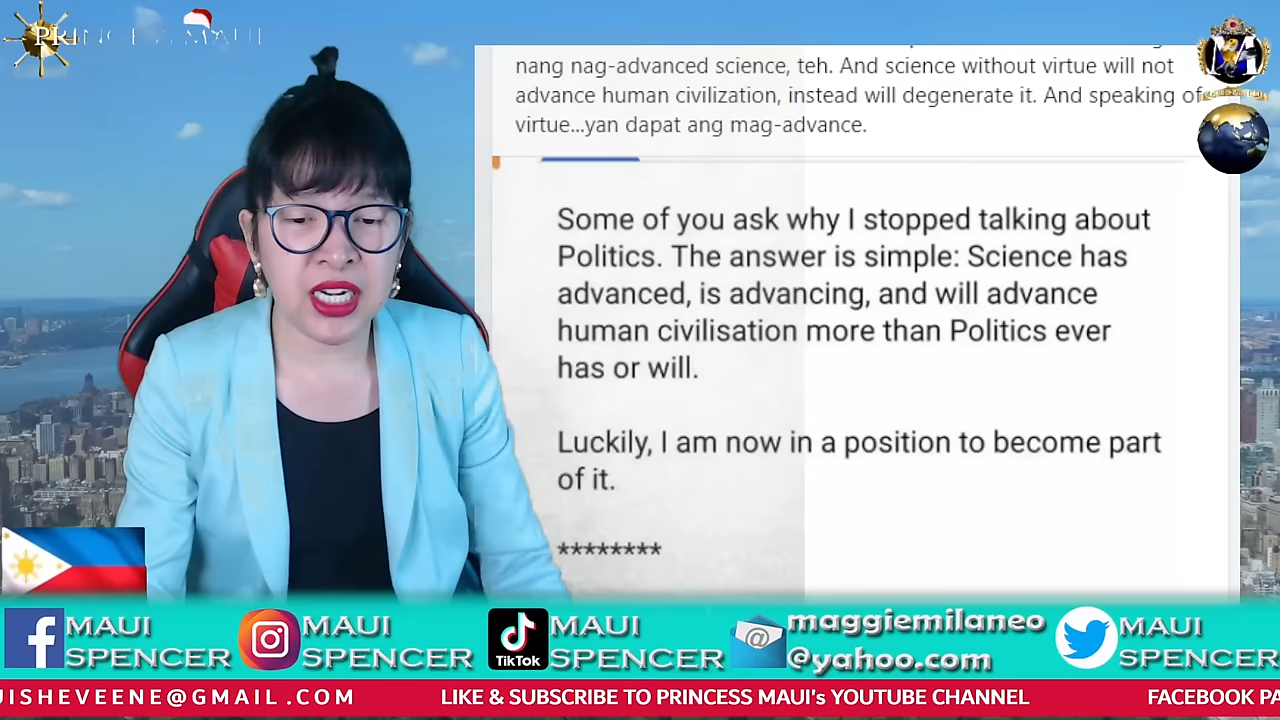 PRINCESS MAUI
nang nag-advanced science, teh. And science without virtue will not
advance human civilization, instead will degenerate it. And speaking of
virtue...yan dapat ang mag-advance.
Some of you ask why I stopped talking about
Politics. The answer is simple: Science has
advanced, is advancing, and will advance
human civilisation more than Politics ever
has or will.
Luckily, I am now in a position to become part
of it.
********
MAUI
SPENCER
MAUI
SPENCER
TikTok
MAUI
SPENCER
maggiemilaneo
@yahoo.com
MAUI
SPENCER
UISHEVEENE@GMAIL.COM LIKE & SUBSCRIBE TO PRINCESS MAUI's YOUTUBE CHANNEL FACEBOOK PA